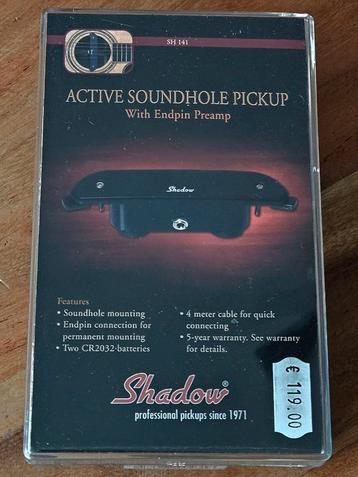 SH 141
ACTIVE SOUNDHOLE PICKUP
With Endpin Preamp
Shadow
Features
• Soundhole mounting
• Endpin connection for
permanent mounting
• Two CR2032-batteries
• 4 meter cable for quick
connecting
• 5-year warranty. See warranty
for details.
Shadow®
professional pickups since 1971
€ 119.00